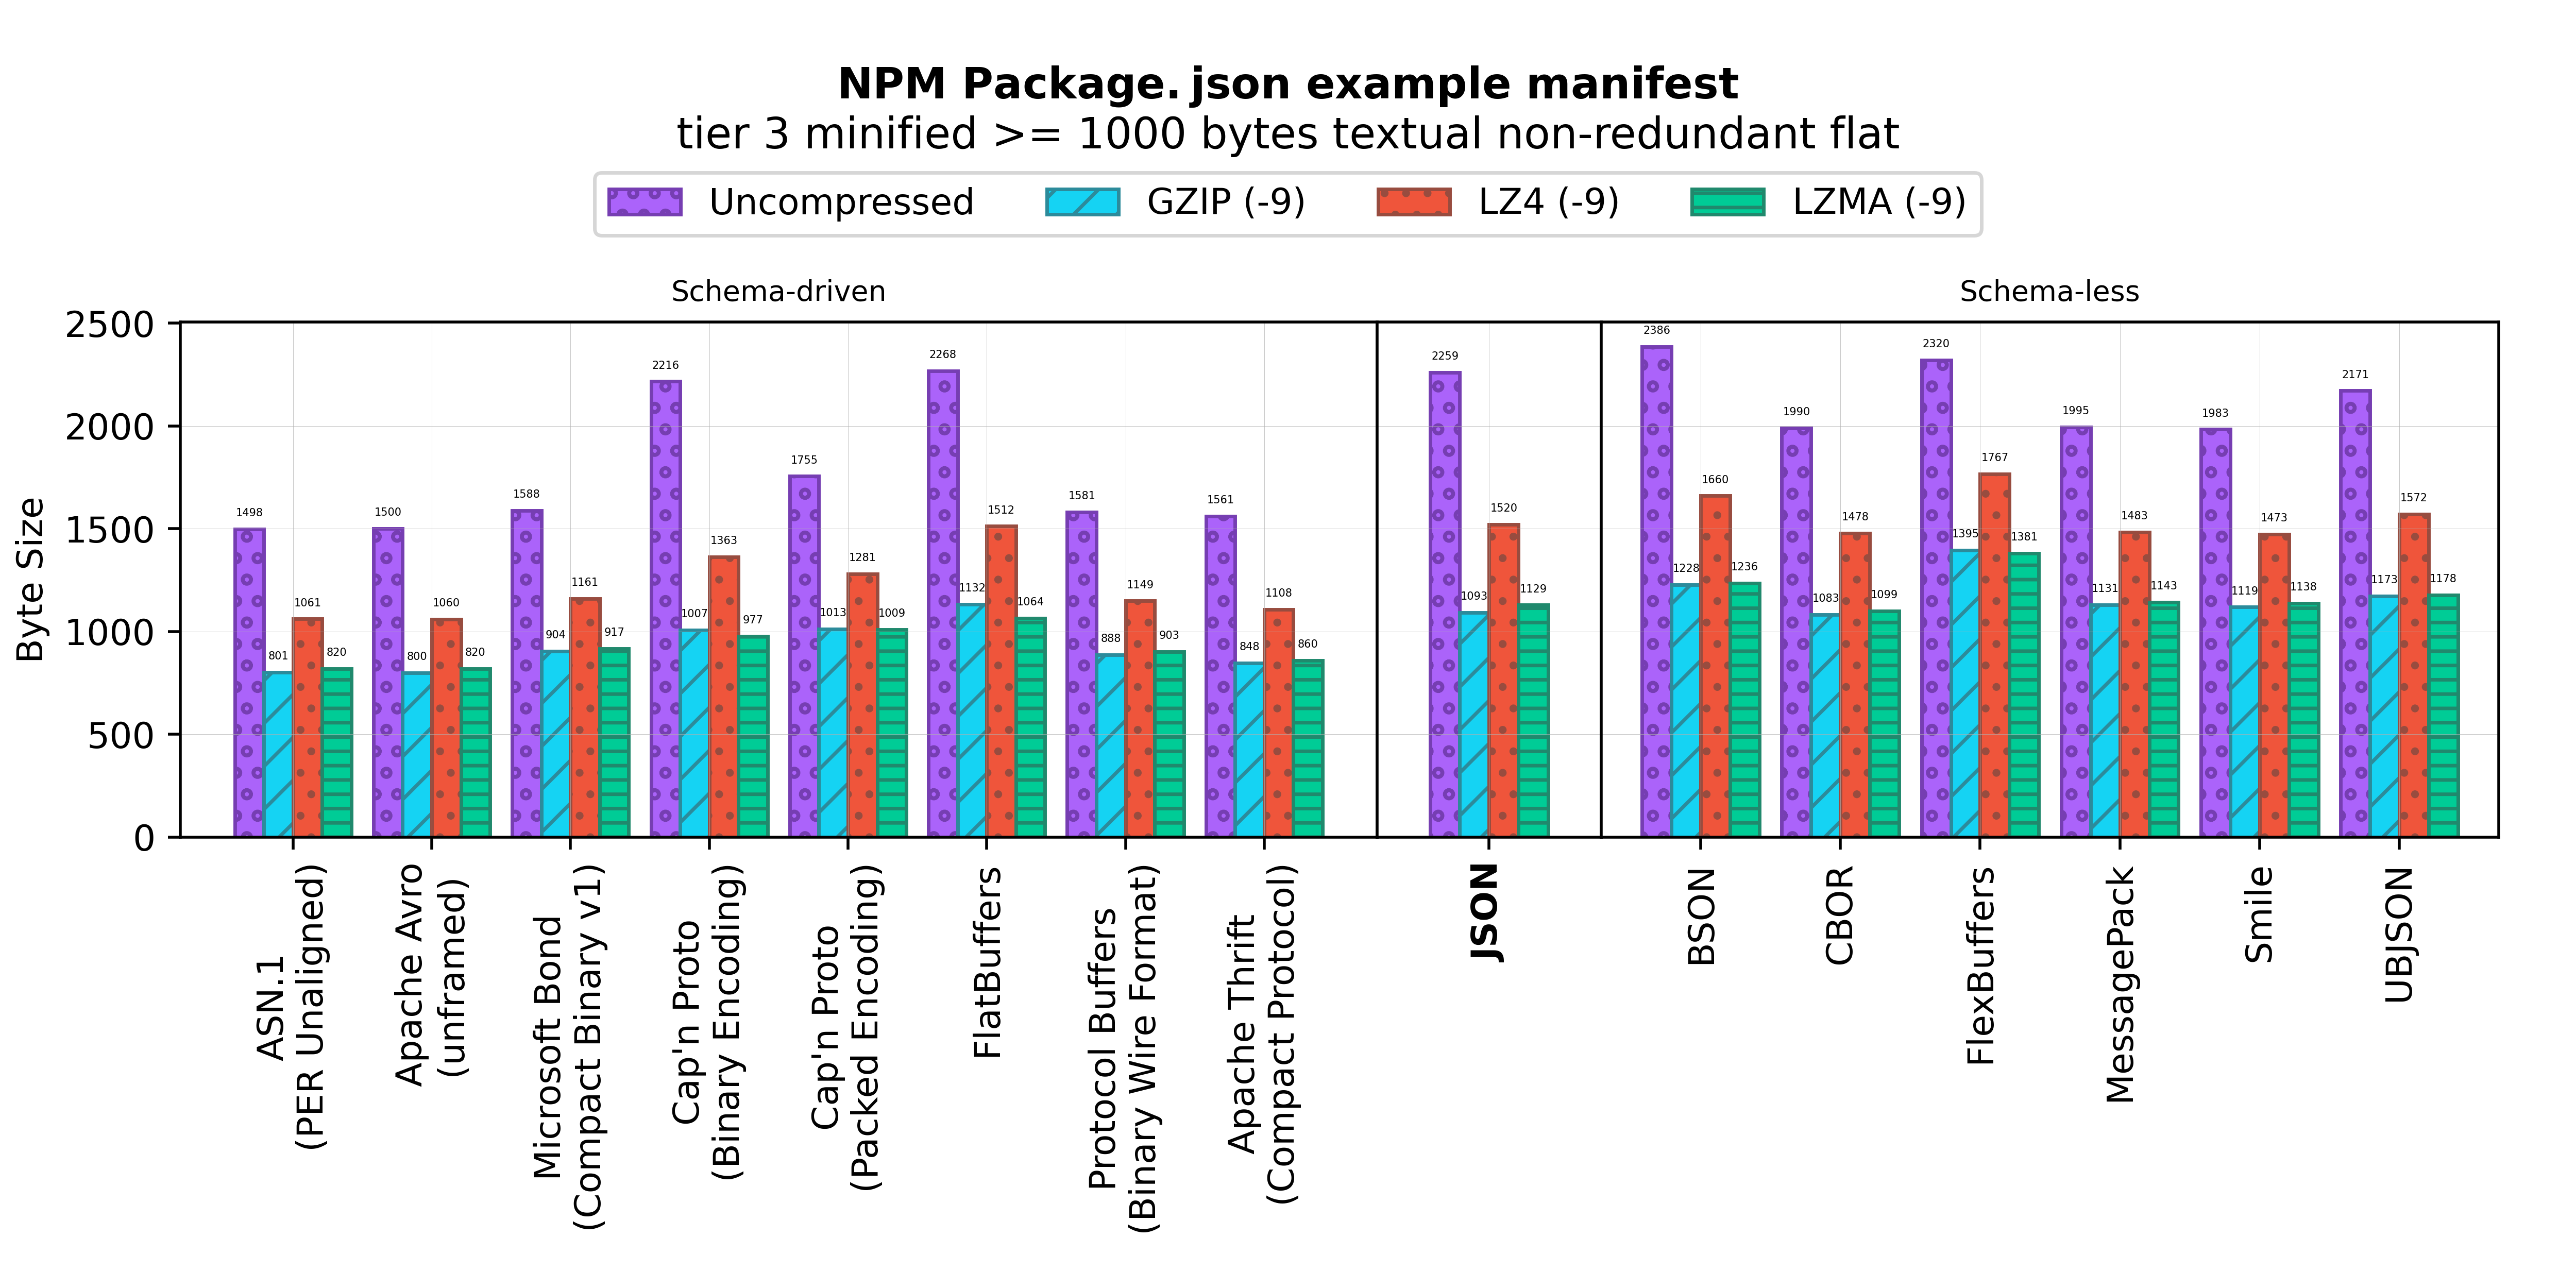 NPM Package. json example manifest
tier 3 minified >= 1000 bytes textual non-redundant flat
Uncompressed GZIP (-9) LZ4 (-9) LZMA (-9)
Schema-driven Schema-less
Byte Size
2500
2000
1500
1000
500
0
1498 801 1061 820
1500 800 1060 820
1588 904 1161 917
2216 1007 1363 977
1755 1013 1281 1009
2268 1132 1512 1064
1581 888 1149 903
1561 848 1108 860
2259 1093 1520 1129
2386 1228 1660 1236
1990 1083 1478 1099
2320 1395 1767 1381
1995 1131 1483 1143
1983 1119 1473 1138
2171 1173 1572 1178
ASN.1
(PER Unaligned)
Apache Avro
(unframed)
Microsoft Bond
(Compact Binary v1)
Cap'n Proto
(Binary Encoding)
Cap'n Proto
(Packed Encoding)
FlatBuffers
Protocol Buffers
(Binary Wire Format)
Apache Thrift
(Compact Protocol)
JSON
BSON
CBOR
FlexBuffers
MessagePack
Smile
UBJSON